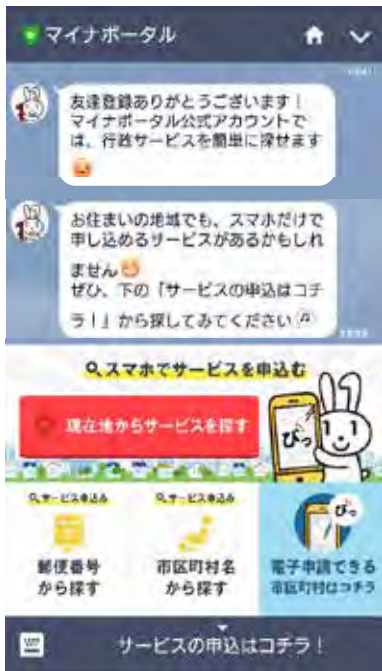 マイナポータル
友達登録ありがとうございます！
マイナポータル公式アカウントで
は、行政サービスを簡単に探せます
お住まいの地域でも、スマホだけで
申し込めるサービスがあるかもしれ
ません
ぜひ、下の「サービスの申込はコチ
ラ！」から探してみてください
スマホでサービスを申込む
現在地からサービスを探す
ぴっ
サービス申込み
サービス申込み
ぴっ
郵便番号
から探す
市区町村名
から探す
電子申請できる
市区町村はコチラ
サービスの申込はコチラ！